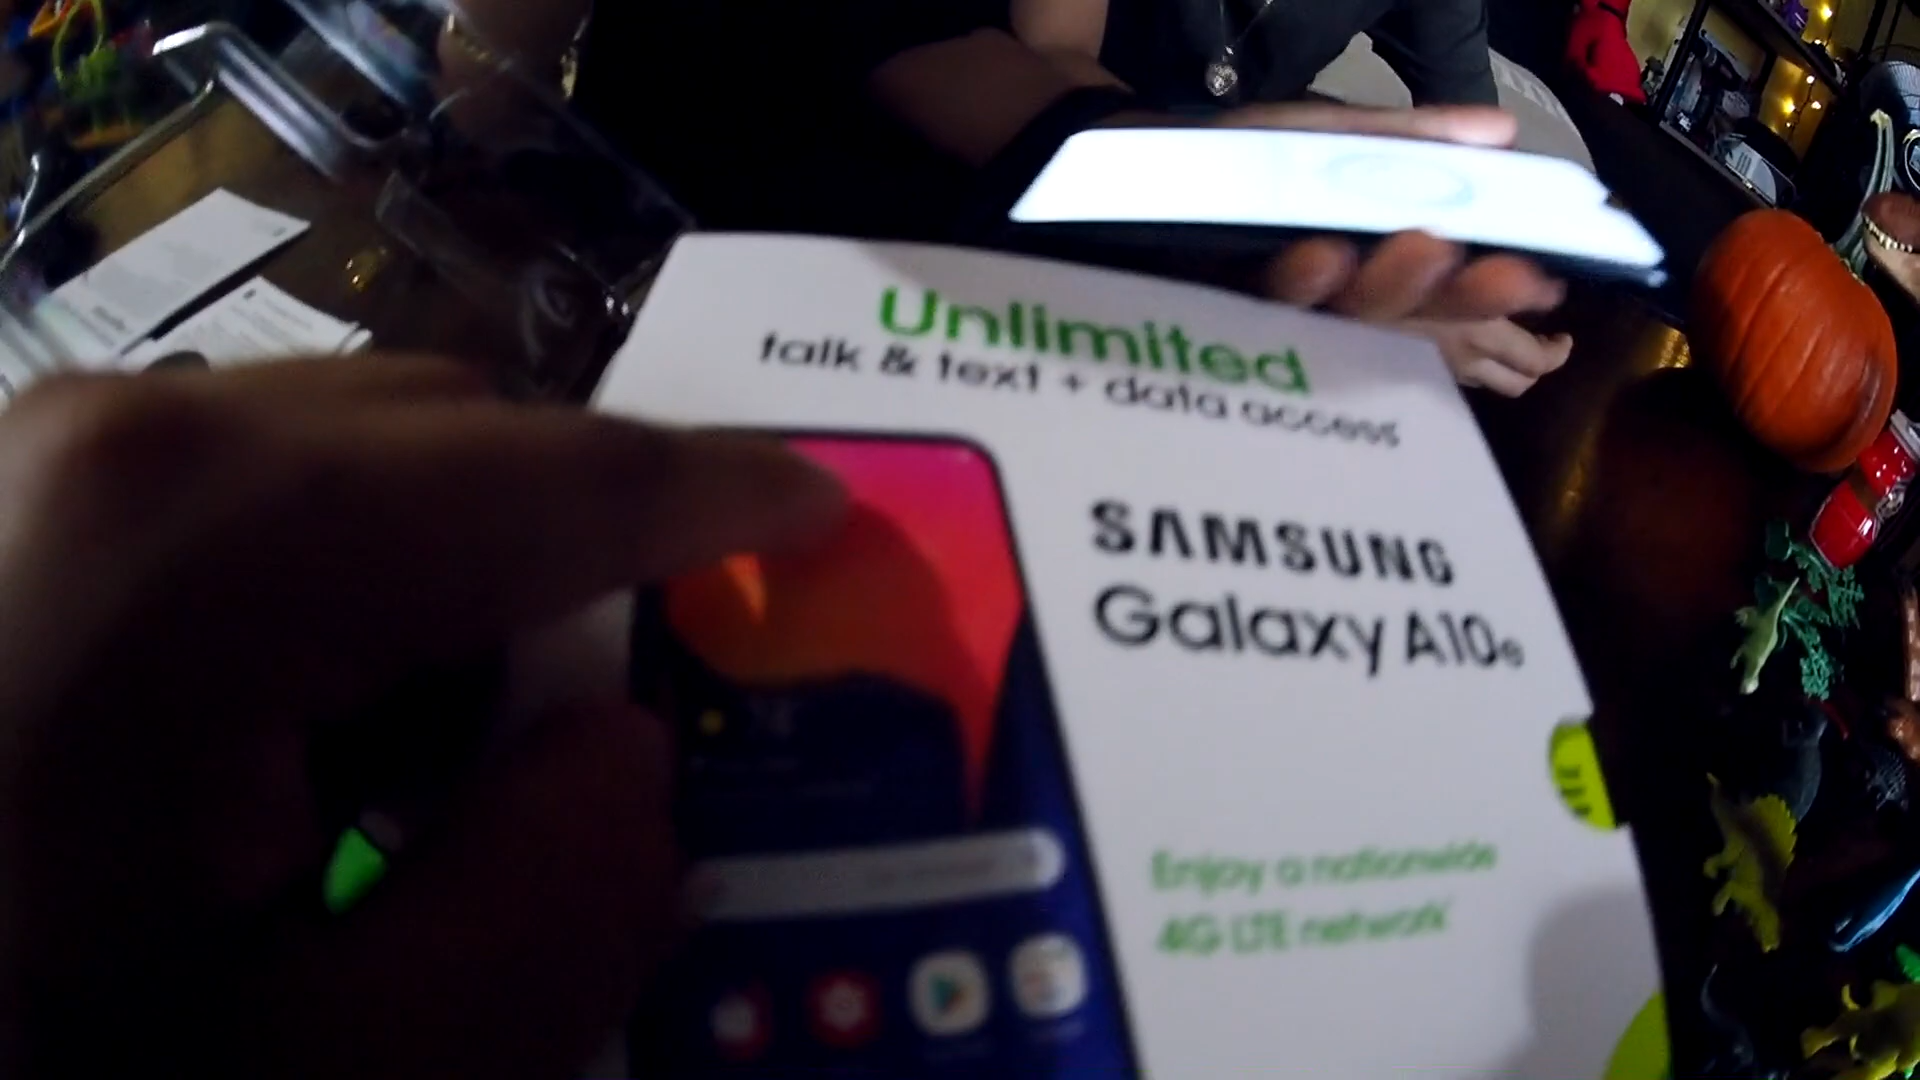 Unlimited
talk & text + data access
SAMSUNG
Galaxy A10e
Enjoy a nationwide
4G LTE network